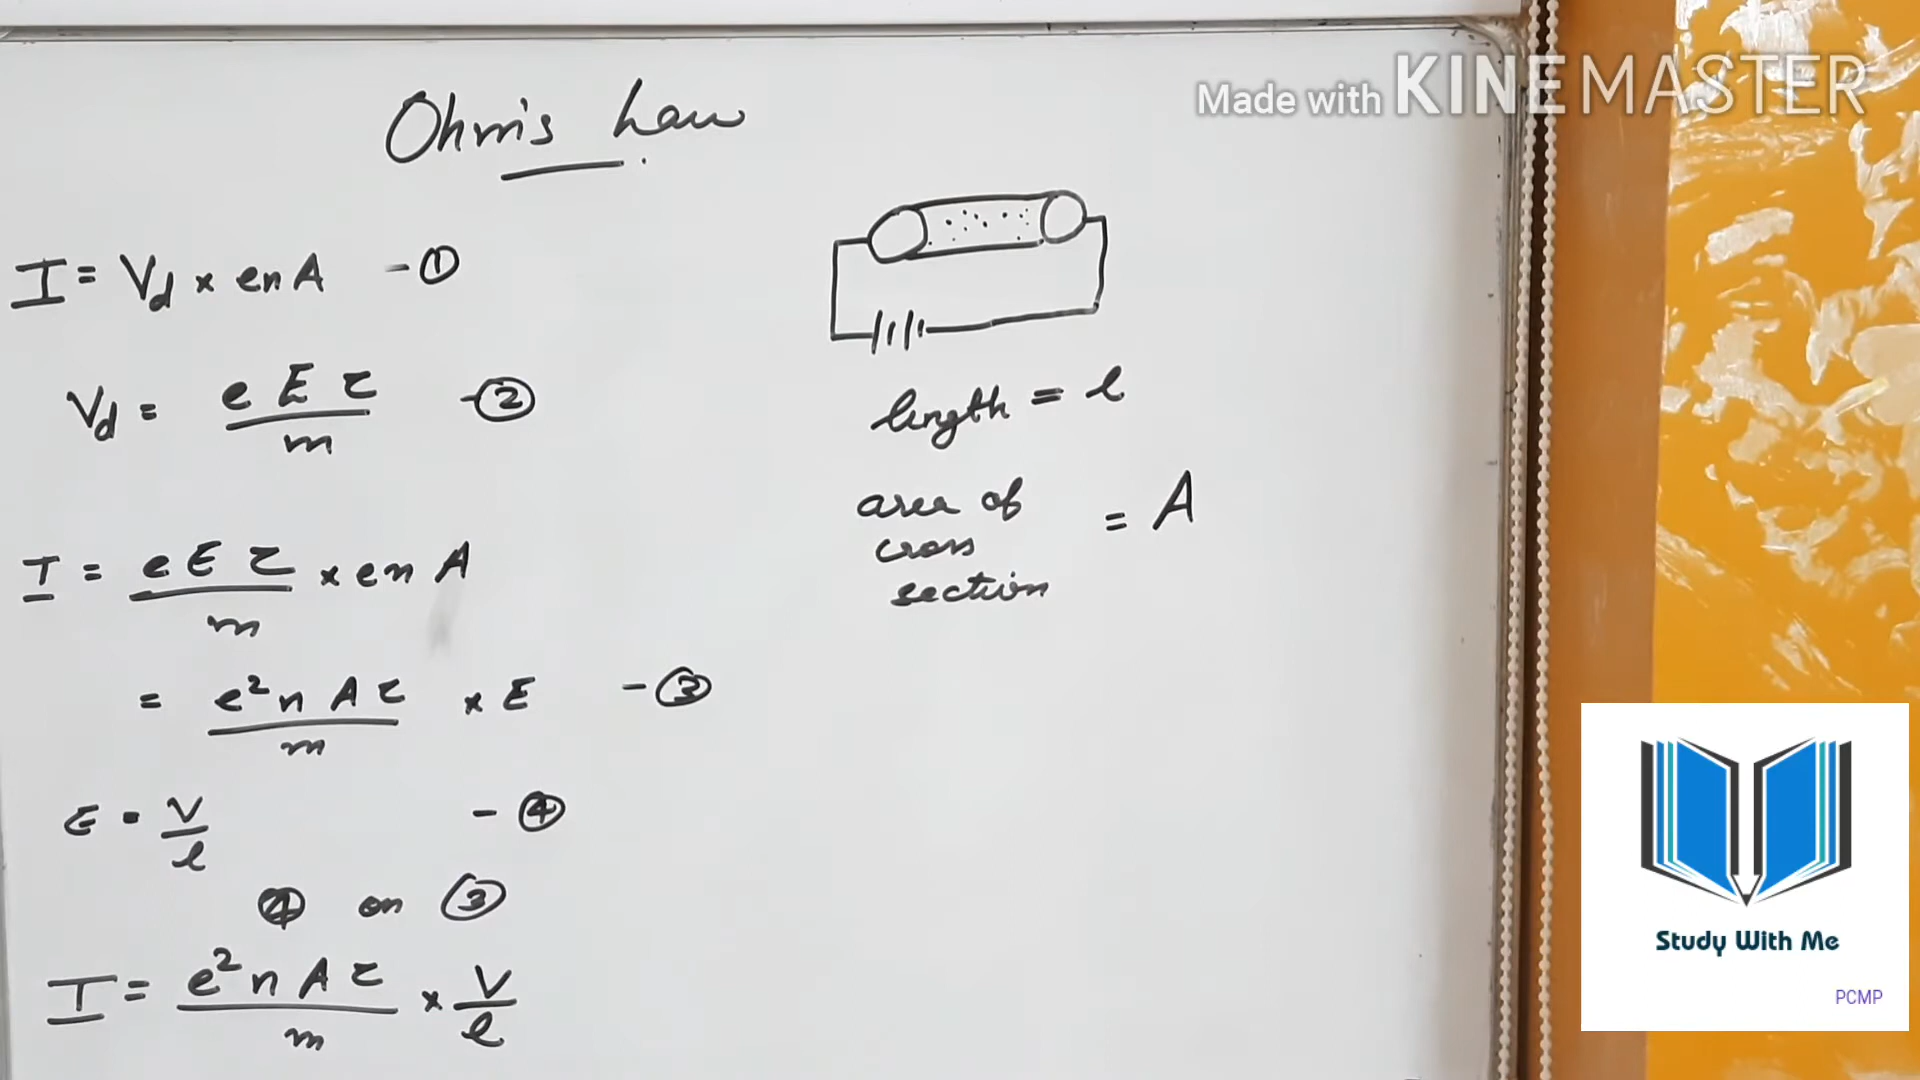 Ohm's Law
Made with KINEMASTER
I = Vd × enA - ①
Vd = eEτ/m - ②
length = l
area of cross section = A
I = eEτ/m × enA
= e²nAτ/m × E - ③
E = V/l - ④
④ on ③
I = e²nAτ/m × V/l
Study With Me
PCMP